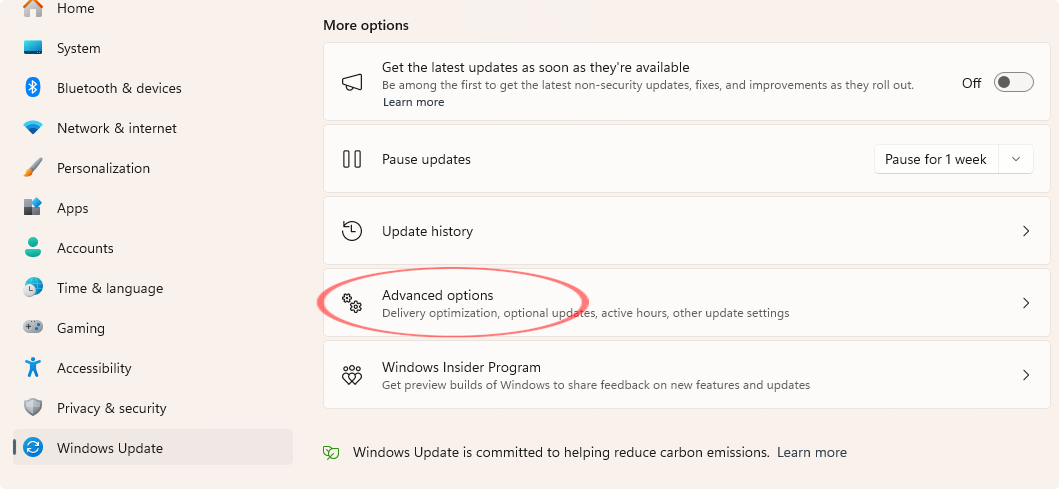 Home
System
Bluetooth & devices
Network & internet
Personalization
Apps
Accounts
Time & language
Gaming
Accessibility
Privacy & security
Windows Update
More options
Get the latest updates as soon as they're available
Be among the first to get the latest non-security updates, fixes, and improvements as they roll out.
Learn more
Off
Pause updates
Pause for 1 week
Update history
Advanced options
Delivery optimization, optional updates, active hours, other update settings
Windows Insider Program
Get preview builds of Windows to share feedback on new features and updates
Windows Update is committed to helping reduce carbon emissions. Learn more